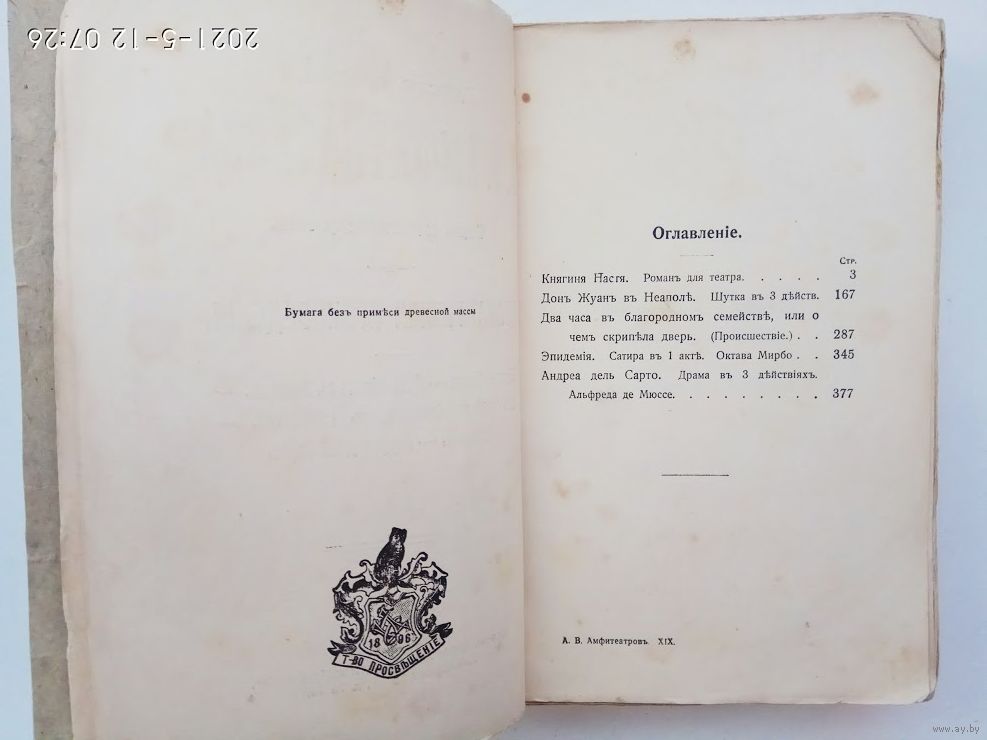 2021-5-12 07:26
Бумага безъ примѣси древесной массы
18 96
Т-ВО ПРОСВѢЩЕНІЕ
Оглавленіе.
Стр.
Княгиня Настя. Романъ для театра. . . . . 3
Донъ Жуанъ въ Неаполѣ. Шутка въ 3 дѣйств. 167
Два часа въ благородномъ семействѣ, или о
чемъ скрипѣла дверь. (Происшествіе.) . . 287
Эпидемія. Сатира въ 1 актѣ. Октава Мирбо . . 345
Андреа дель Сарто. Драма въ 3 дѣйствіяхъ.
Альфреда де Мюссе. . . . . . . . . 377
А. В. Амфитеатровъ. XIX.
www.ay.by